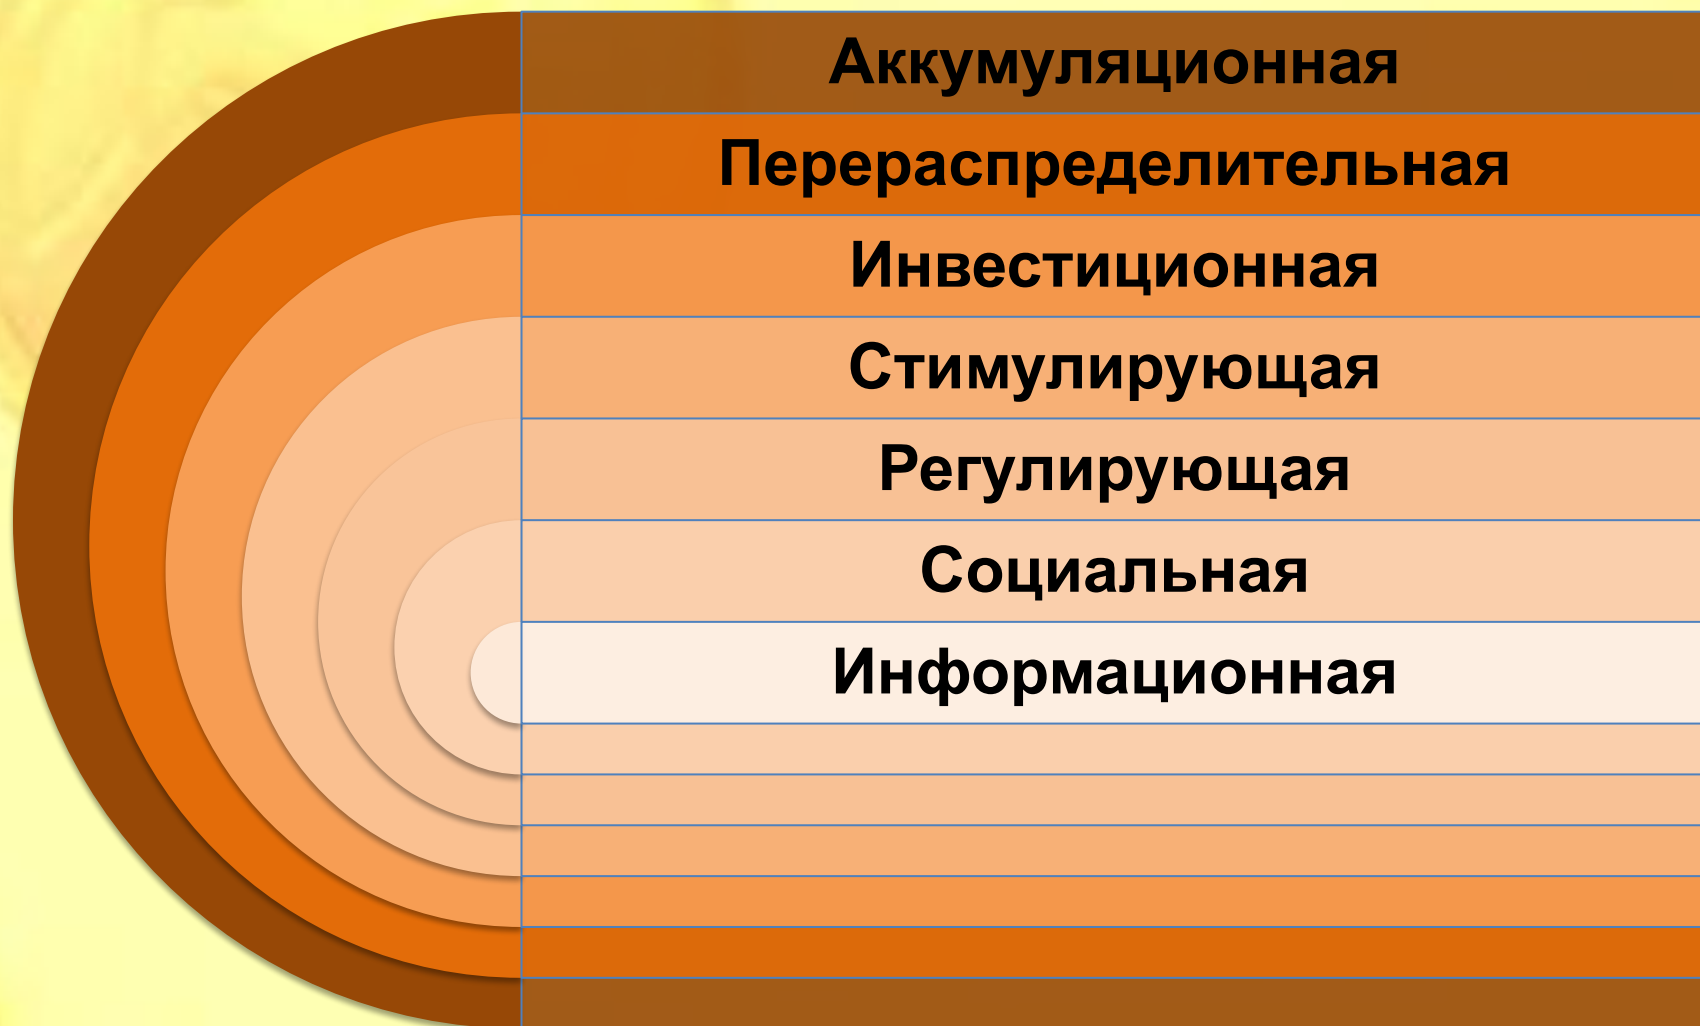 Аккумуляционная
Перераспределительная
Инвестиционная
Стимулирующая
Регулирующая
Социальная
Информационная